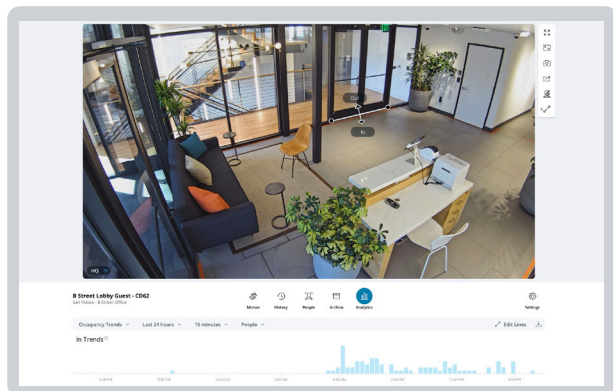 Out
In
HQ
B Street Lobby Guest - CD62
San Mateo - B Street Office
Motion
History
People
Archive
Analytics
Settings
Occupancy Trends
Last 24 hours
15 minutes
People
Edit Lines
In Trends